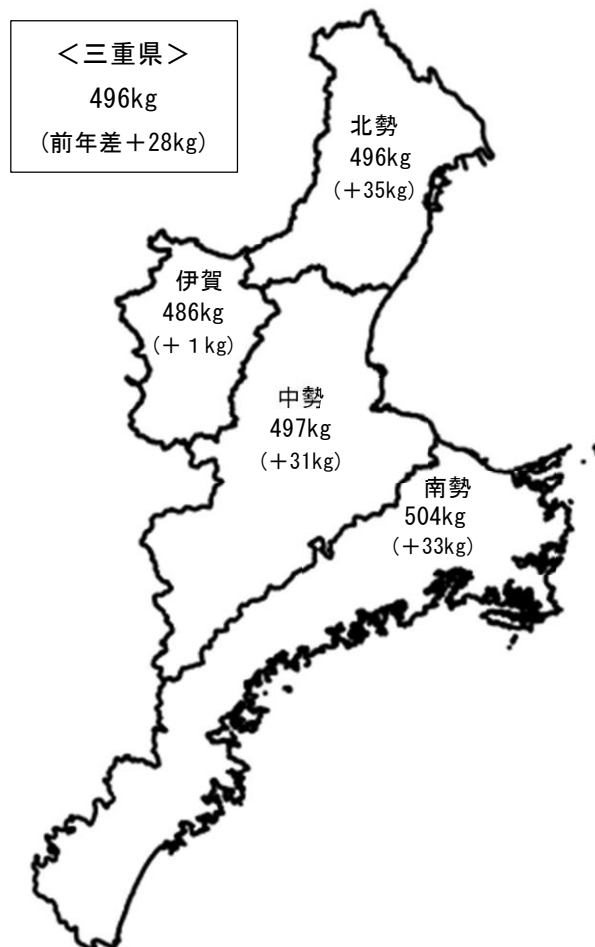 ＜三重県＞
496kg
(前年差＋28kg)
北勢
496kg
(＋35kg)
伊賀
486kg
(＋１kg)
中勢
497kg
(＋31kg)
南勢
504kg
(＋33kg)